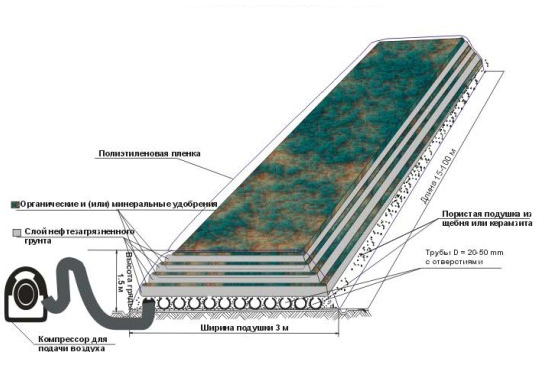 Полиэтиленовая пленка
Органические и (или) минеральные удобрения
Слой нефтезагрязненного
грунта
Высота грунта
1,5 м
Компрессор для
подачи воздуха
Ширина подушки 3 м
Длина 15-100 м
Пористая подушка из
щебня или керамзита
Трубы D = 20-50 mm
с отверстиями